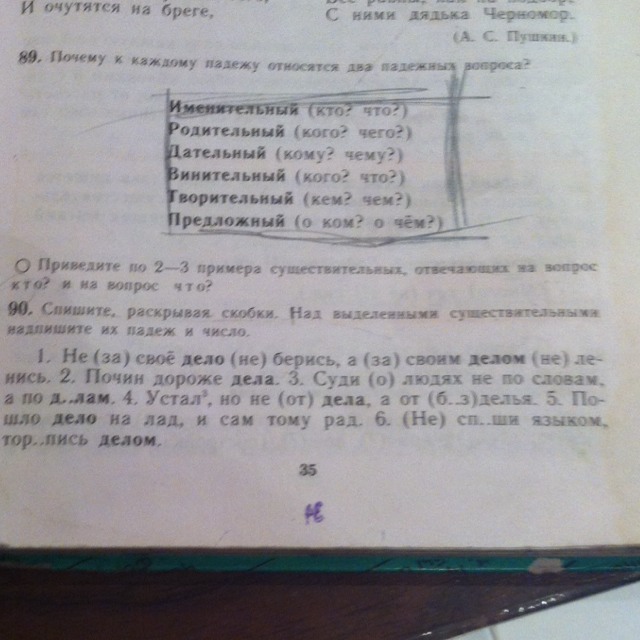 И очутятся на бреге,
С ними дядька Черномор.
(А. С. Пушкин.)
89. Почему к каждому падежу относятся два падежных вопроса?
Именительный (кто? что?)
Родительный (кого? чего?)
Дательный (кому? чему?)
Винительный (кого? что?)
Творительный (кем? чем?)
Предложный (о ком? о чём?)
Приведите по 2—3 примера существительных, отвечающих на вопрос
кто? и на вопрос что?
90. Спишите, раскрывая скобки. Над выделенными существительными
надпишите их падеж и число.
1. Не (за) своё дело (не) берись, а (за) своим делом (не) ле-
нись. 2. Почин дороже дела. 3. Суди (о) людях не по словам,
а по д..лам. 4. Устал³, но не (от) дела, а от (б..з)делья. 5. По-
шло дело на лад, и сам тому рад. 6. (Не) сп..ши языком,
тор..пись делом.
35